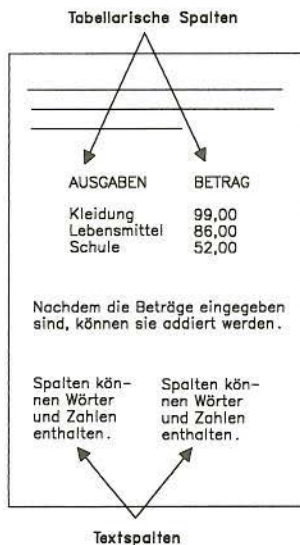 Tabellarische Spalten
AUSGABEN BETRAG
Kleidung 99,00
Lebensmittel 86,00
Schule 52,00
Nachdem die Beträge eingegeben
sind, können sie addiert werden.
Spalten kön-
nen Wörter
und Zahlen
enthalten.
Spalten kön-
nen Wörter
und Zahlen
enthalten.
Textspalten